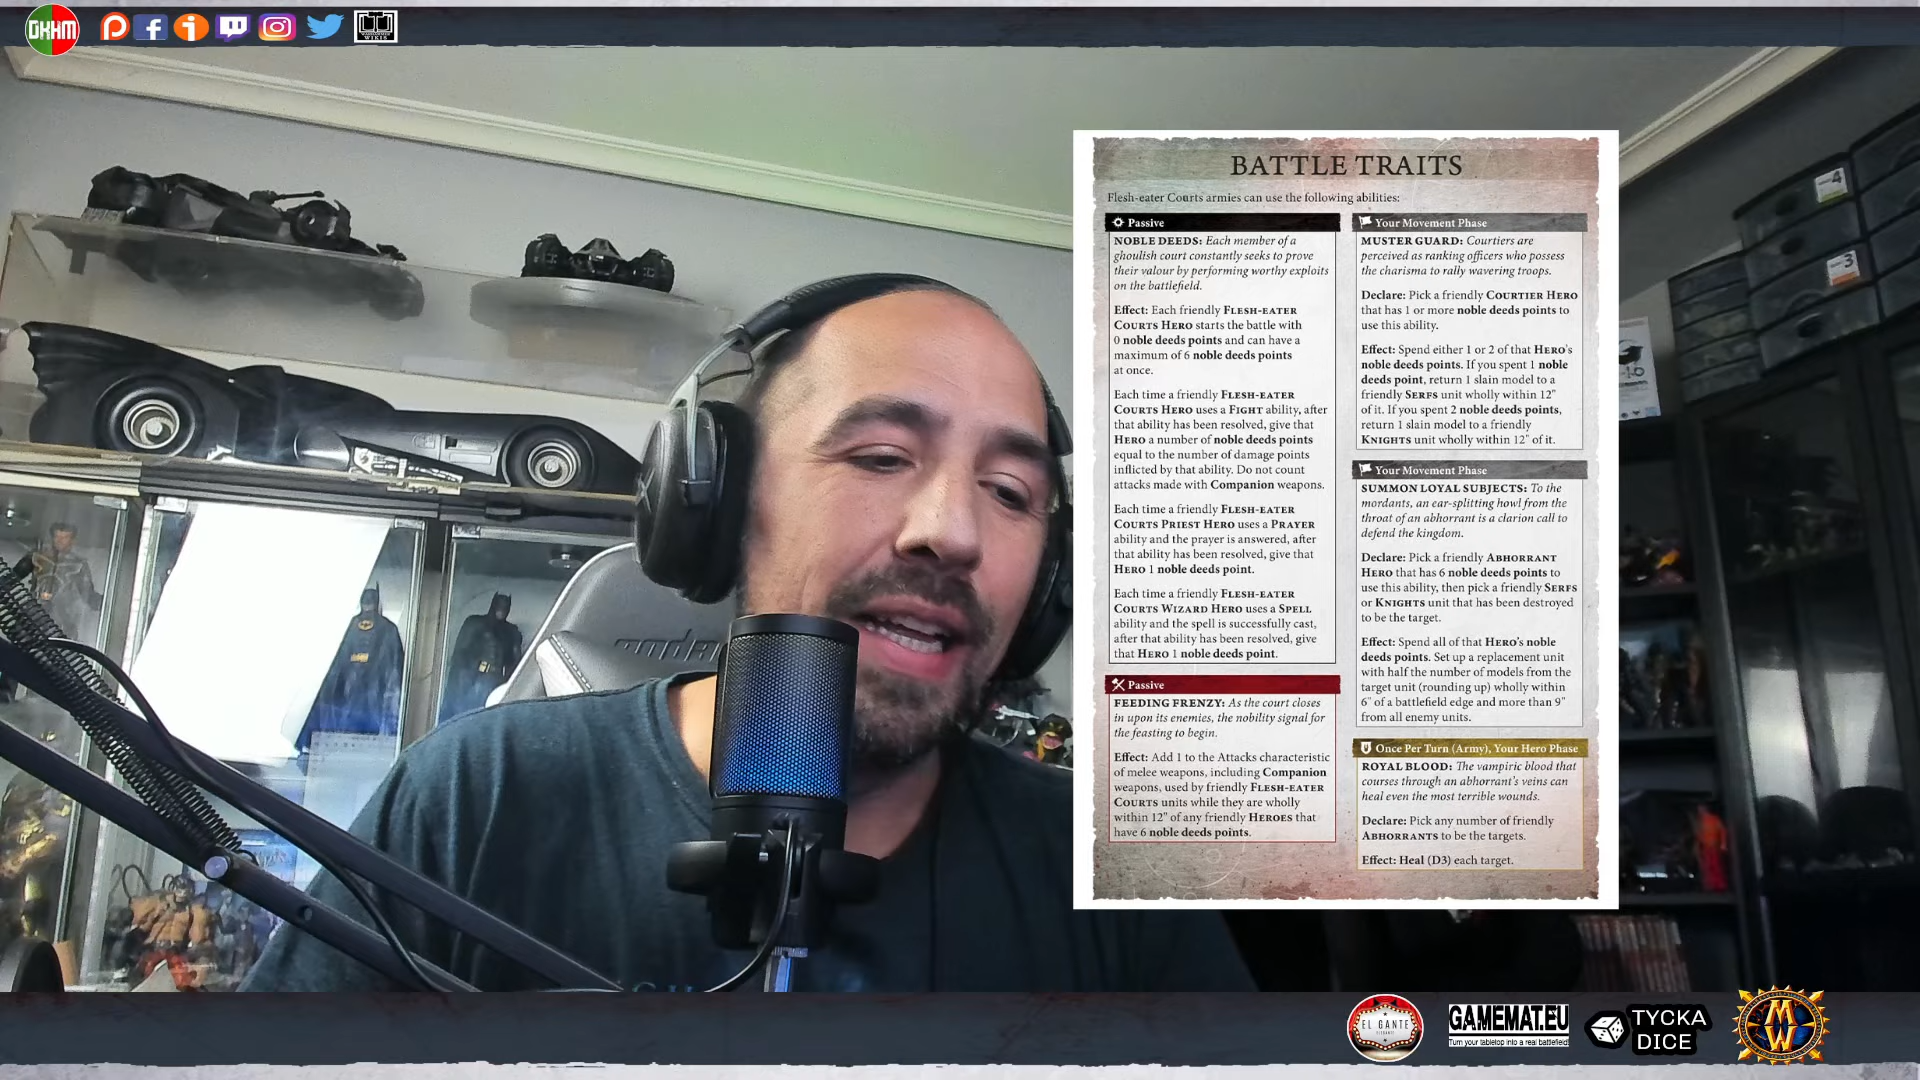 DKHM
WARHAMMER
WIKIS
4
3
BATTLE TRAITS
Flesh-eater Courts armies can use the following abilities:
Passive
NOBLE DEEDS: Each member of a
ghoulish court constantly seeks to prove
their valour by performing worthy exploits
on the battlefield.
Effect: Each friendly FLESH-EATER
COURTS HERO starts the battle with
0 noble deeds points and can have a
maximum of 6 noble deeds points
at once.
Each time a friendly FLESH-EATER
COURTS HERO uses a FIGHT ability, after
that ability has been resolved, give that
HERO a number of noble deeds points
equal to the number of damage points
inflicted by that ability. Do not count
attacks made with Companion weapons.
Each time a friendly FLESH-EATER
COURTS PRIEST HERO uses a PRAYER
ability and the prayer is answered, after
that ability has been resolved, give that
HERO 1 noble deeds point.
Each time a friendly FLESH-EATER
COURTS WIZARD HERO uses a SPELL
ability and the spell is successfully cast,
after that ability has been resolved, give
that HERO 1 noble deeds point.
Passive
FEEDING FRENZY: As the court closes
in upon its enemies, the nobility signal for
the feasting to begin.
Effect: Add 1 to the Attacks characteristic
of melee weapons, including Companion
weapons, used by friendly FLESH-EATER
COURTS units while they are wholly
within 12" of any friendly HEROES that
have 6 noble deeds points.
Your Movement Phase
MUSTER GUARD: Courtiers are
perceived as ranking officers who possess
the charisma to rally wavering troops.
Declare: Pick a friendly COURTIER HERO
that has 1 or more noble deeds points to
use this ability.
Effect: Spend either 1 or 2 of that HERO's
noble deeds points. If you spent 1 noble
deeds point, return 1 slain model to a
friendly SERFS unit wholly within 12"
of it. If you spent 2 noble deeds points,
return 1 slain model to a friendly
KNIGHTS unit wholly within 12" of it.
Your Movement Phase
SUMMON LOYAL SUBJECTS: To the
mordants, an ear-splitting howl from the
throat of an abhorrant is a clarion call to
defend the kingdom.
Declare: Pick a friendly ABHORRANT
HERO that has 6 noble deeds points to
use this ability, then pick a friendly SERFS
or KNIGHTS unit that has been destroyed
to be the target.
Effect: Spend all of that HERO's noble
deeds points. Set up a replacement unit
with half the number of models from the
target unit (rounding up) wholly within
6" of a battlefield edge and more than 9"
from all enemy units.
Once Per Turn (Army), Your Hero Phase
ROYAL BLOOD: The vampiric blood that
courses through an abhorrant's veins can
heal even the most terrible wounds.
Declare: Pick any number of friendly
ABHORRANTS to be the targets.
Effect: Heal (D3) each target.
EL GANTE
GAMEMAT.EU
Turn your tabletop into a real battlefield!
TYCKA
DICE
M
W